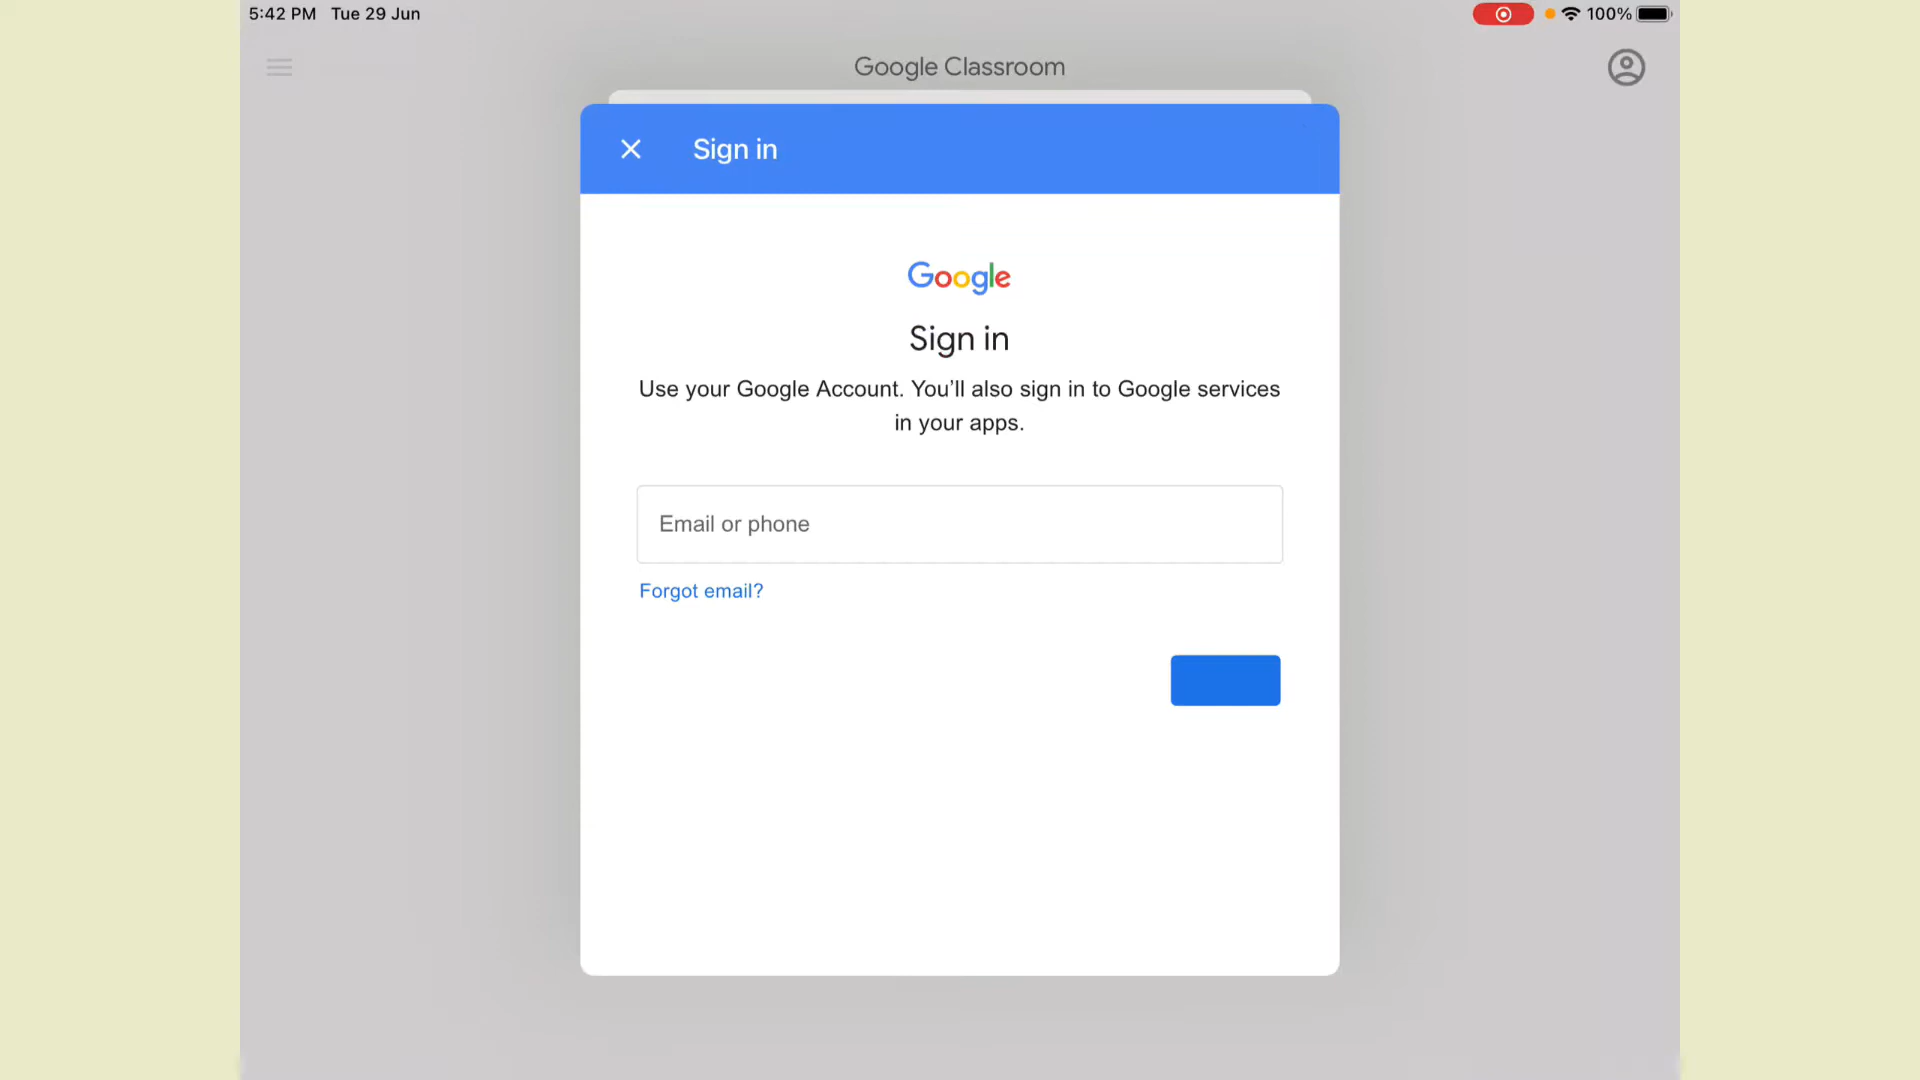 5:42 PM Tue 29 Jun
100%
Google Classroom
Sign in
Google
Sign in
Use your Google Account. You’ll also sign in to Google services
in your apps.
Email or phone
Forgot email?